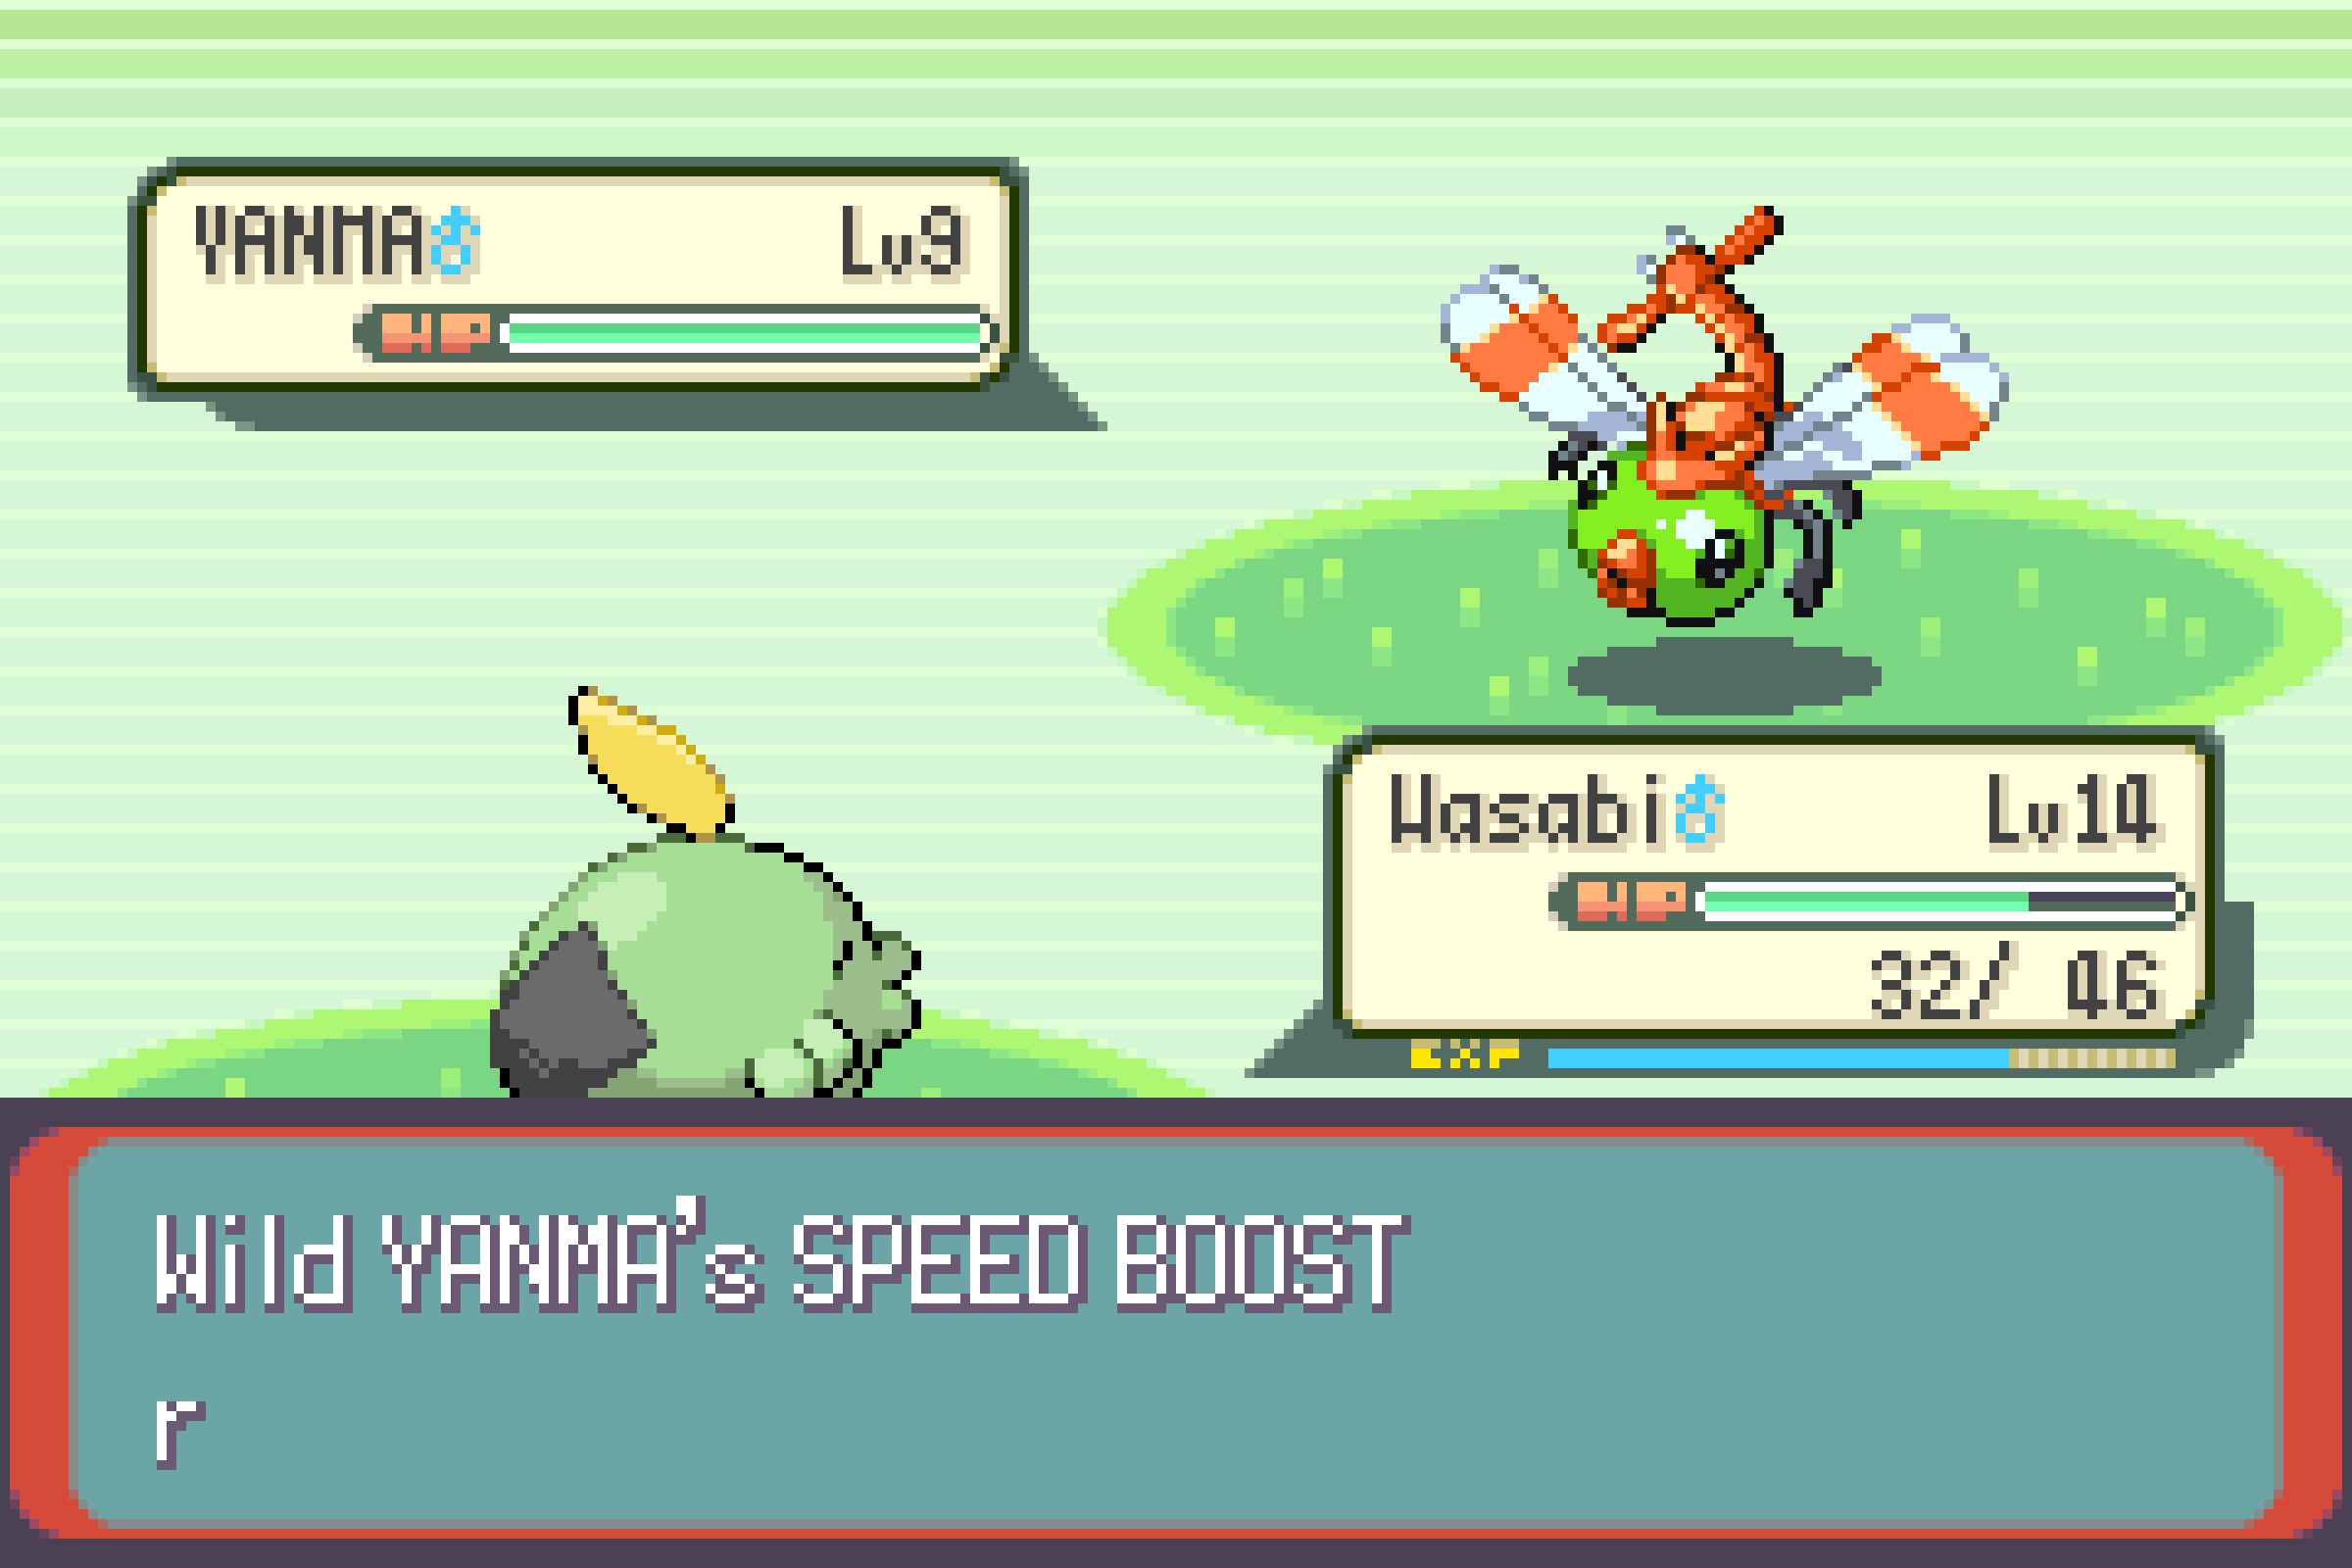 YANMA♂ Lv9
HP
Wasabi♂ Lv14
HP
32/ 46
EXP
Wild YANMA's SPEED BOOST
r